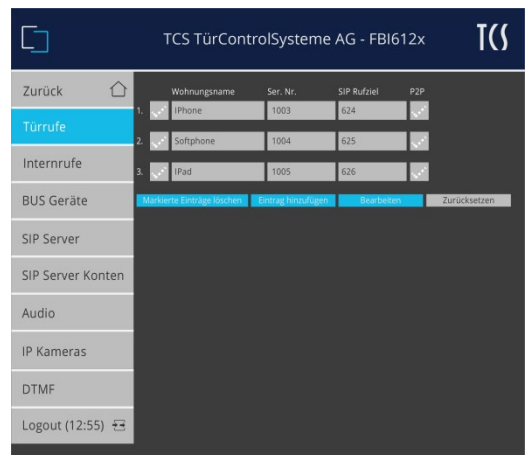 TCS TürControlSysteme AG - FBI612x
TCS
Zurück
Türrufe
Internrufe
BUS Geräte
SIP Server
SIP Server Konten
Audio
IP Kameras
DTMF
Logout (12:55)
Wohnungsname Ser. Nr. SIP Rufziel P2P
1. IPhone 1003 624
2. Softphone 1004 625
3. IPad 1005 626
Markierte Einträge löschen Eintrag hinzufügen Bearbeiten Zurücksetzen